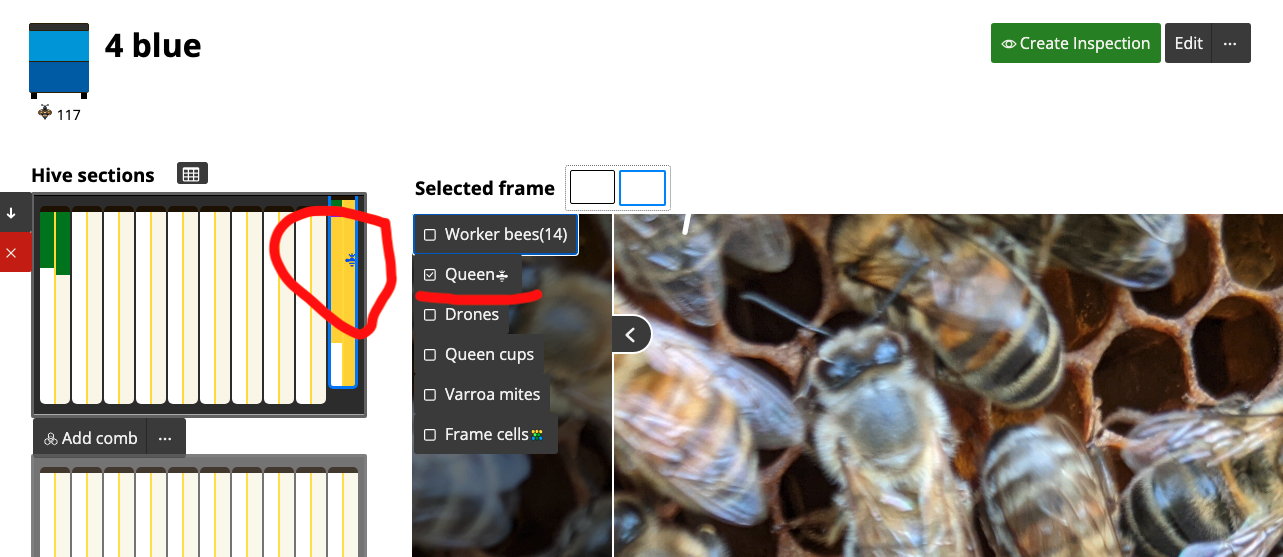 4 blue
Create Inspection
Edit
117
Hive sections
Selected frame
Worker bees(14)
Queen
Drones
Queen cups
Varroa mites
Frame cells
Add comb